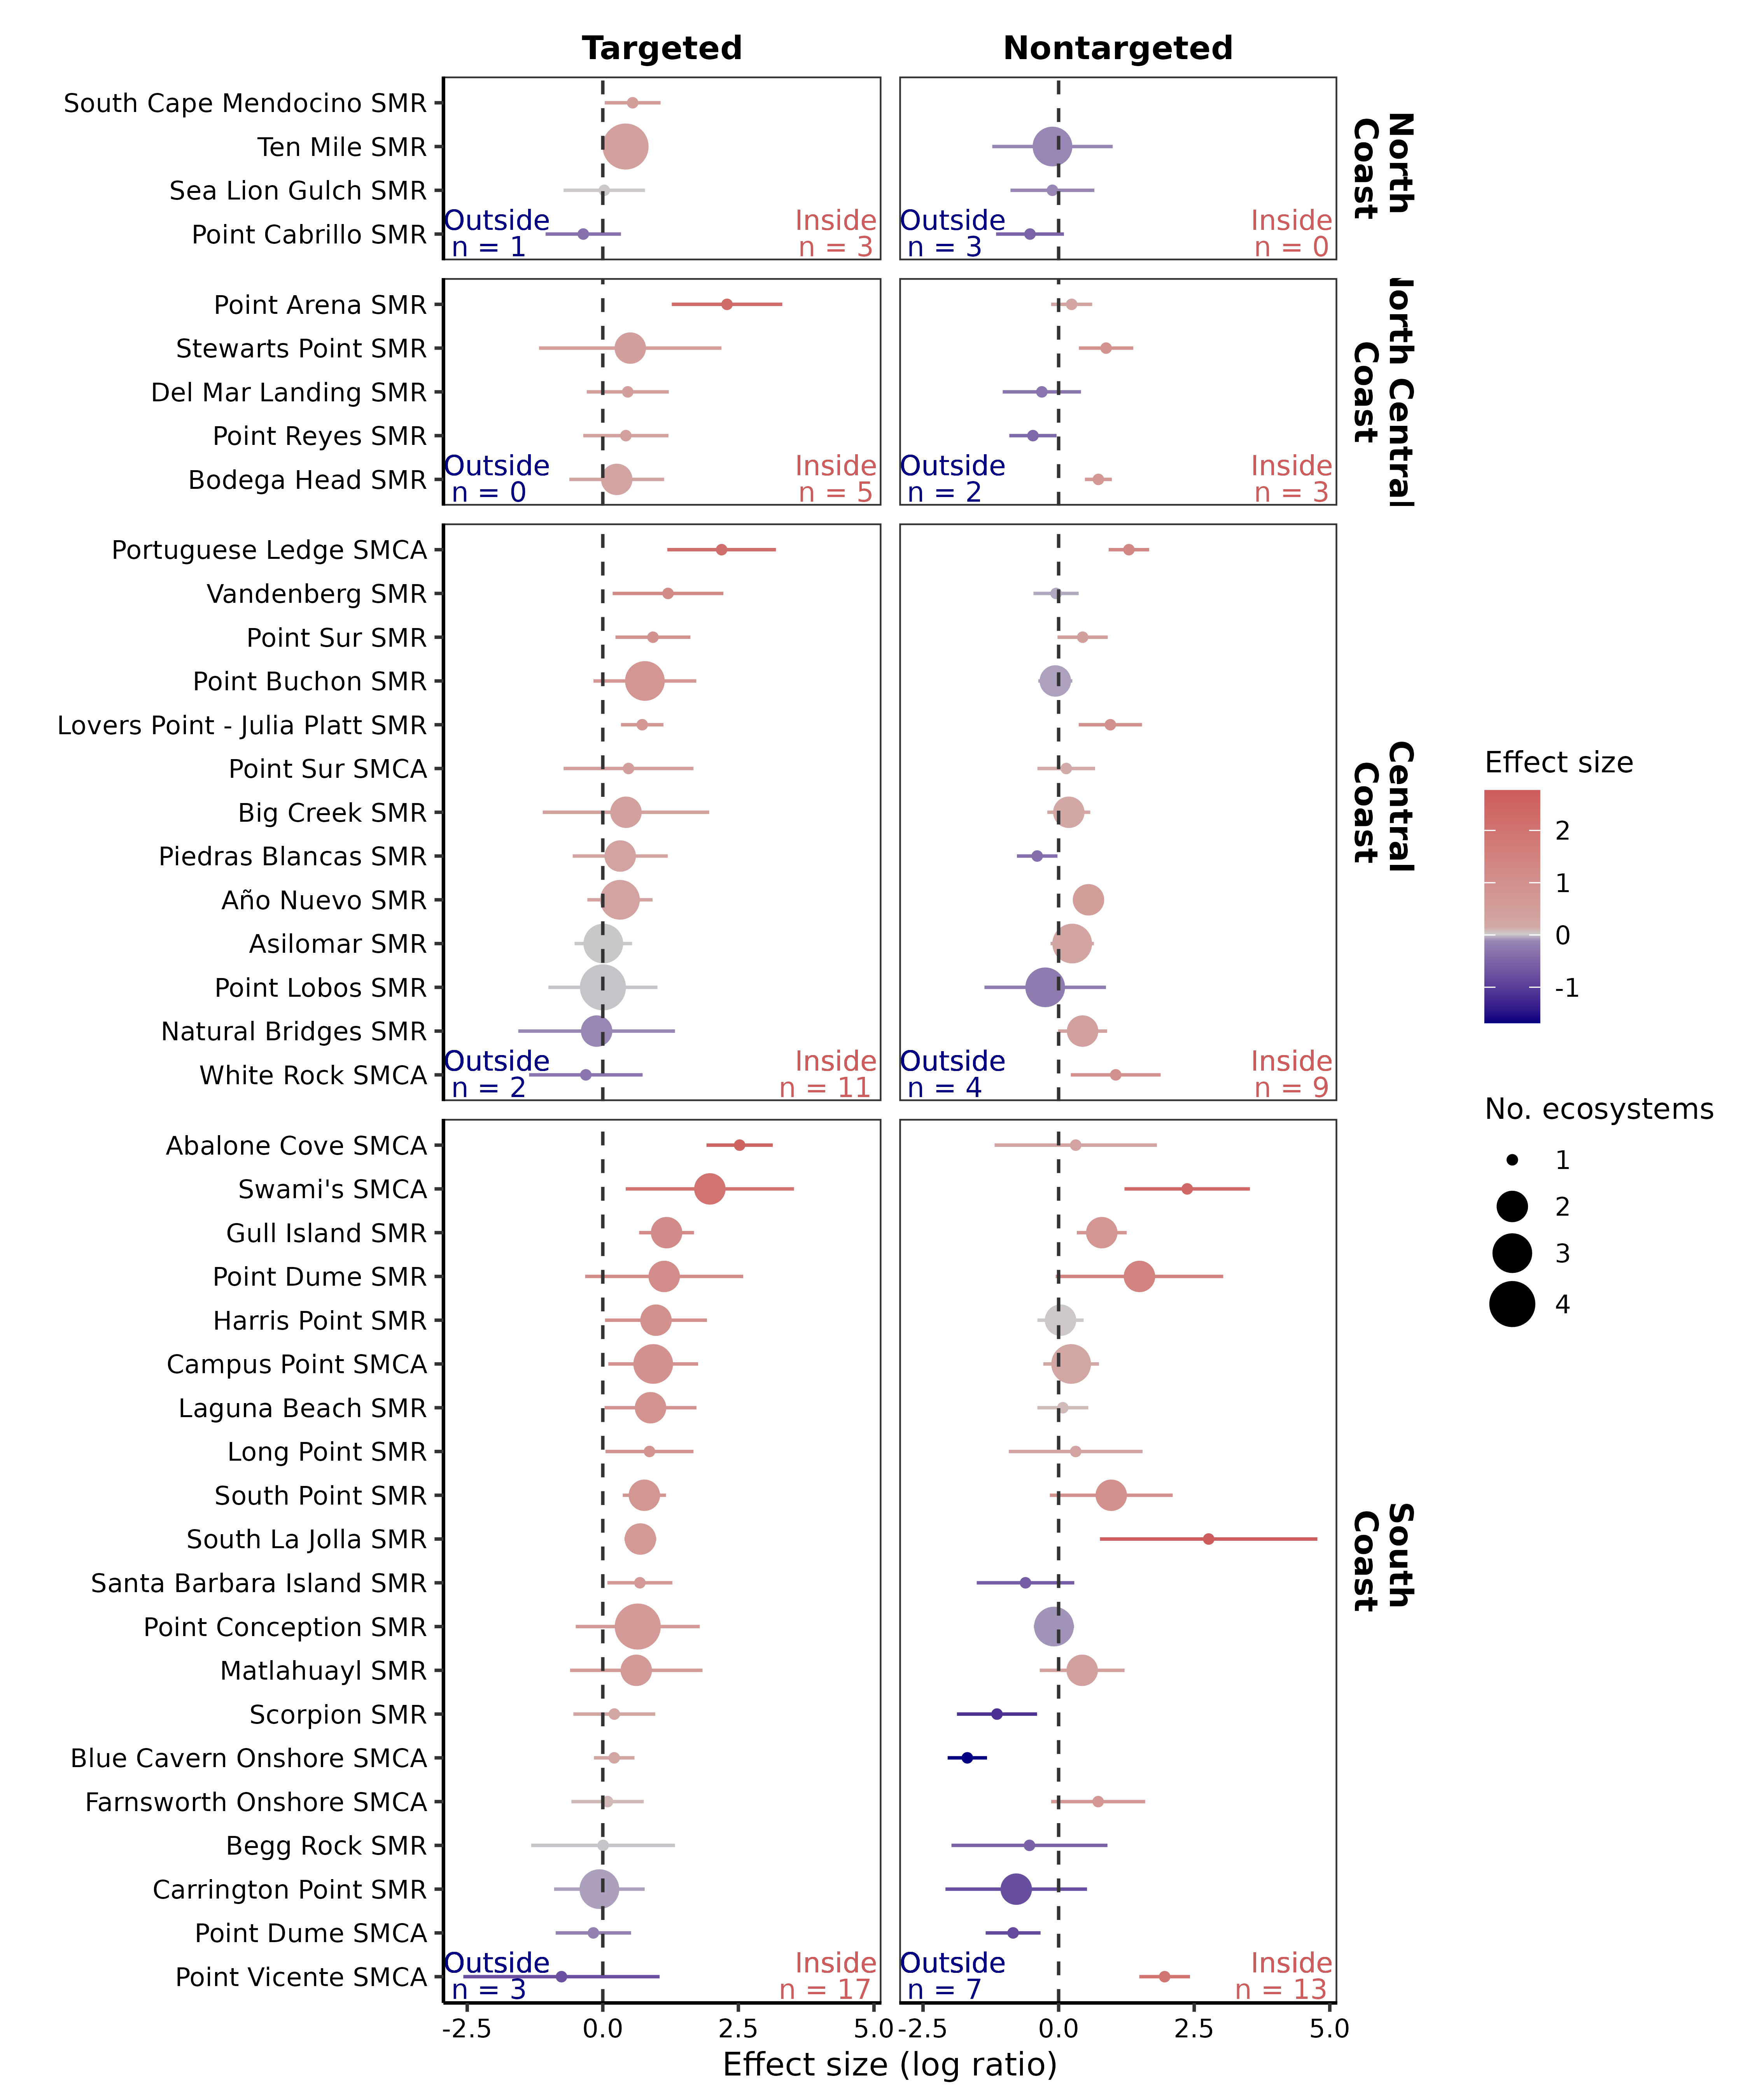 Targeted
Nontargeted
South Cape Mendocino SMR
Ten Mile SMR
Sea Lion Gulch SMR
Point Cabrillo SMR
Outside
n = 1
Inside
n = 3
Outside
n = 3
Inside
n = 0
North
Coast
Point Arena SMR
Stewarts Point SMR
Del Mar Landing SMR
Point Reyes SMR
Bodega Head SMR
Outside
n = 0
Inside
n = 5
Outside
n = 2
Inside
n = 3
orth Central
Coast
Portuguese Ledge SMCA
Vandenberg SMR
Point Sur SMR
Point Buchon SMR
Lovers Point - Julia Platt SMR
Point Sur SMCA
Big Creek SMR
Piedras Blancas SMR
Año Nuevo SMR
Asilomar SMR
Point Lobos SMR
Natural Bridges SMR
White Rock SMCA
Outside
n = 2
Inside
n = 11
Outside
n = 4
Inside
n = 9
Central
Coast
Abalone Cove SMCA
Swami's SMCA
Gull Island SMR
Point Dume SMR
Harris Point SMR
Campus Point SMCA
Laguna Beach SMR
Long Point SMR
South Point SMR
South La Jolla SMR
Santa Barbara Island SMR
Point Conception SMR
Matlahuayl SMR
Scorpion SMR
Blue Cavern Onshore SMCA
Farnsworth Onshore SMCA
Begg Rock SMR
Carrington Point SMR
Point Dume SMCA
Point Vicente SMCA
Outside
n = 3
Inside
n = 17
Outside
n = 7
Inside
n = 13
South
Coast
-2.5 0.0 2.5 5.0
-2.5 0.0 2.5 5.0
Effect size (log ratio)
Effect size
2
1
0
-1
No. ecosystems
1
2
3
4